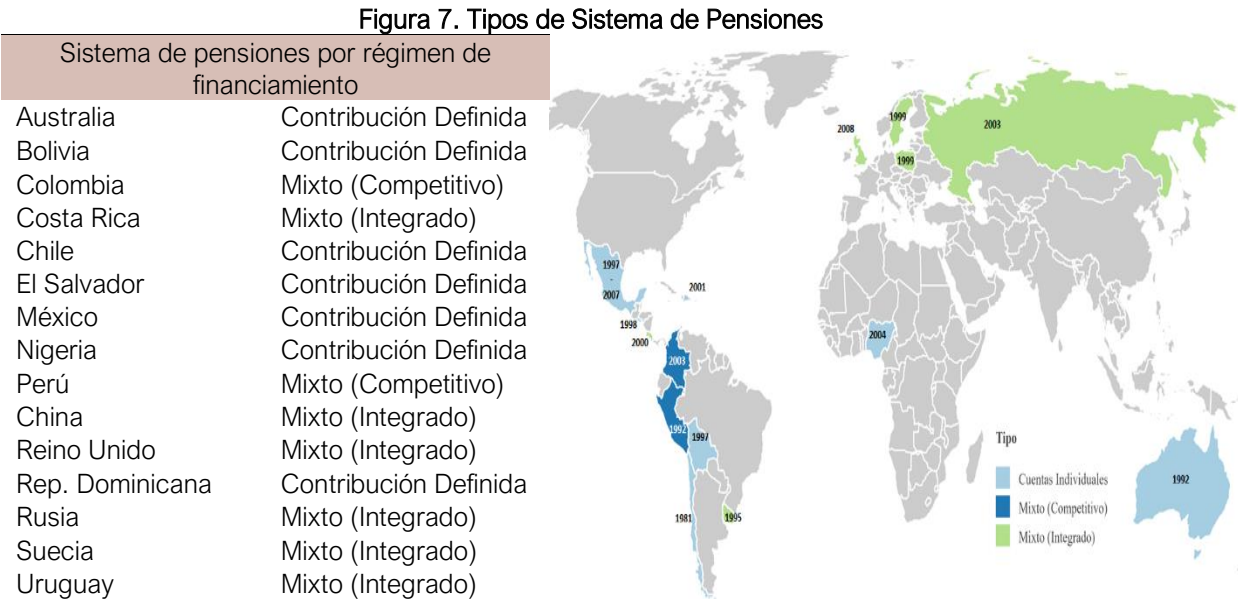 Figura 7. Tipos de Sistema de Pensiones
Sistema de pensiones por régimen de
financiamiento
Australia Contribución Definida
Bolivia Contribución Definida
Colombia Mixto (Competitivo)
Costa Rica Mixto (Integrado)
Chile Contribución Definida
El Salvador Contribución Definida
México Contribución Definida
Nigeria Contribución Definida
Perú Mixto (Competitivo)
China Mixto (Integrado)
Reino Unido Mixto (Integrado)
Rep. Dominicana Contribución Definida
Rusia Mixto (Integrado)
Suecia Mixto (Integrado)
Uruguay Mixto (Integrado)
1999
2008
2003
1999
1997
-
2007
2001
1998
2000
2003
2004
1992
1997
1981
1995
1992
Tipo
Cuentas Individuales
Mixto (Competitivo)
Mixto (Integrado)